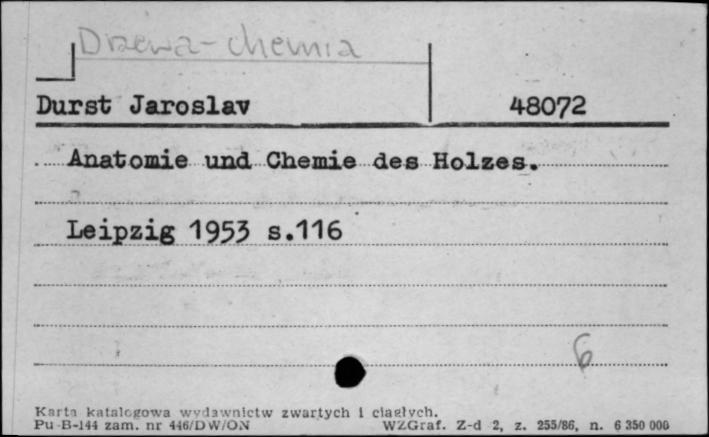 Drzewa-chemia
Durst Jaroslav 48072
Anatomie und Chemie des Holzes.
Leipzig 1953 s.116
6
Karta katalogowa wydawnictw zwartych i ciągłych.
Pu-B-144 zam. nr 446/DW/ON WZGraf. Z-d 2, z. 255/86, n. 6 350 000